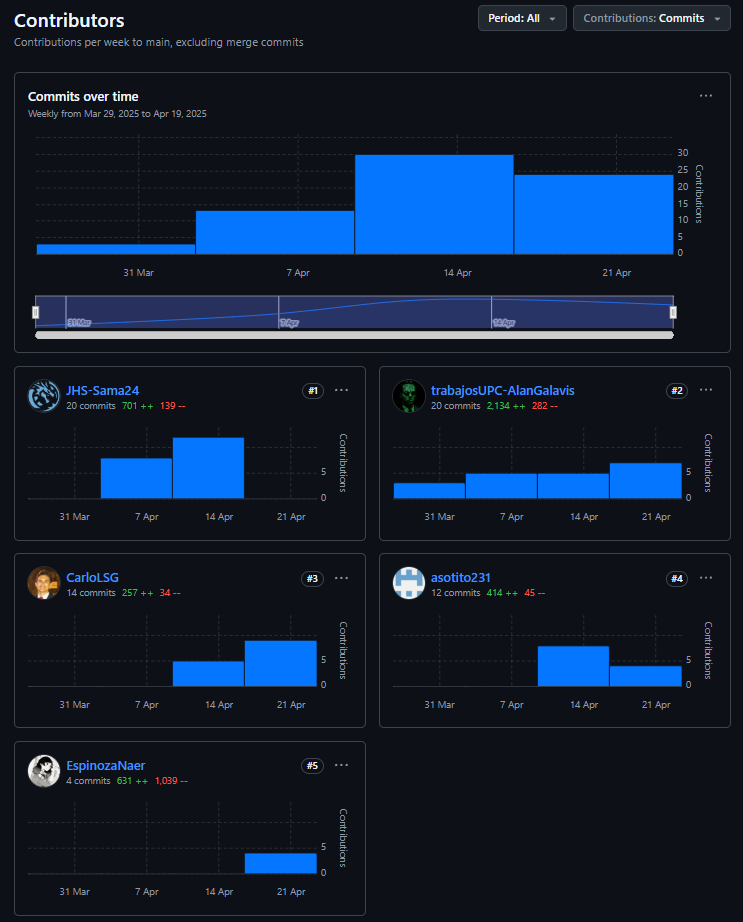 Contributors
Period: All
Contributions: Commits
Contributions per week to main, excluding merge commits
Commits over time
Weekly from Mar 29, 2025 to Apr 19, 2025
30
25
20
15
10
5
0
Contributions
31 Mar 7 Apr 14 Apr 21 Apr
31 Mar 7 Apr 14 Apr
JHS-Sama24 #1
20 commits 701 ++ 139 --
5
0
Contributions
31 Mar 7 Apr 14 Apr 21 Apr
trabajosUPC-AlanGalavis #2
20 commits 2,134 ++ 282 --
5
0
Contributions
31 Mar 7 Apr 14 Apr 21 Apr
CarloLSG #3
14 commits 257 ++ 34 --
5
0
Contributions
31 Mar 7 Apr 14 Apr 21 Apr
asotito231 #4
12 commits 414 ++ 45 --
5
0
Contributions
31 Mar 7 Apr 14 Apr 21 Apr
EspinozaNaer #5
4 commits 631 ++ 1,039 --
5
0
Contributions
31 Mar 7 Apr 14 Apr 21 Apr